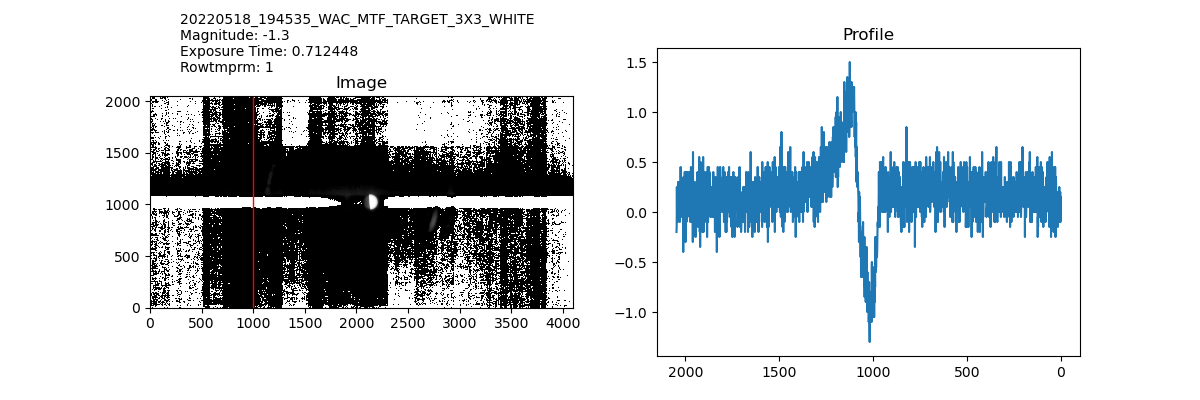 20220518_194535_WAC_MTF_TARGET_3X3_WHITE
Magnitude: -1.3
Exposure Time: 0.712448
Rowtmprm: 1
Image
2000
1500
1000
500
0
0 500 1000 1500 2000 2500 3000 3500 4000
Profile
1.5
1.0
0.5
0.0
−0.5
−1.0
2000 1500 1000 500 0